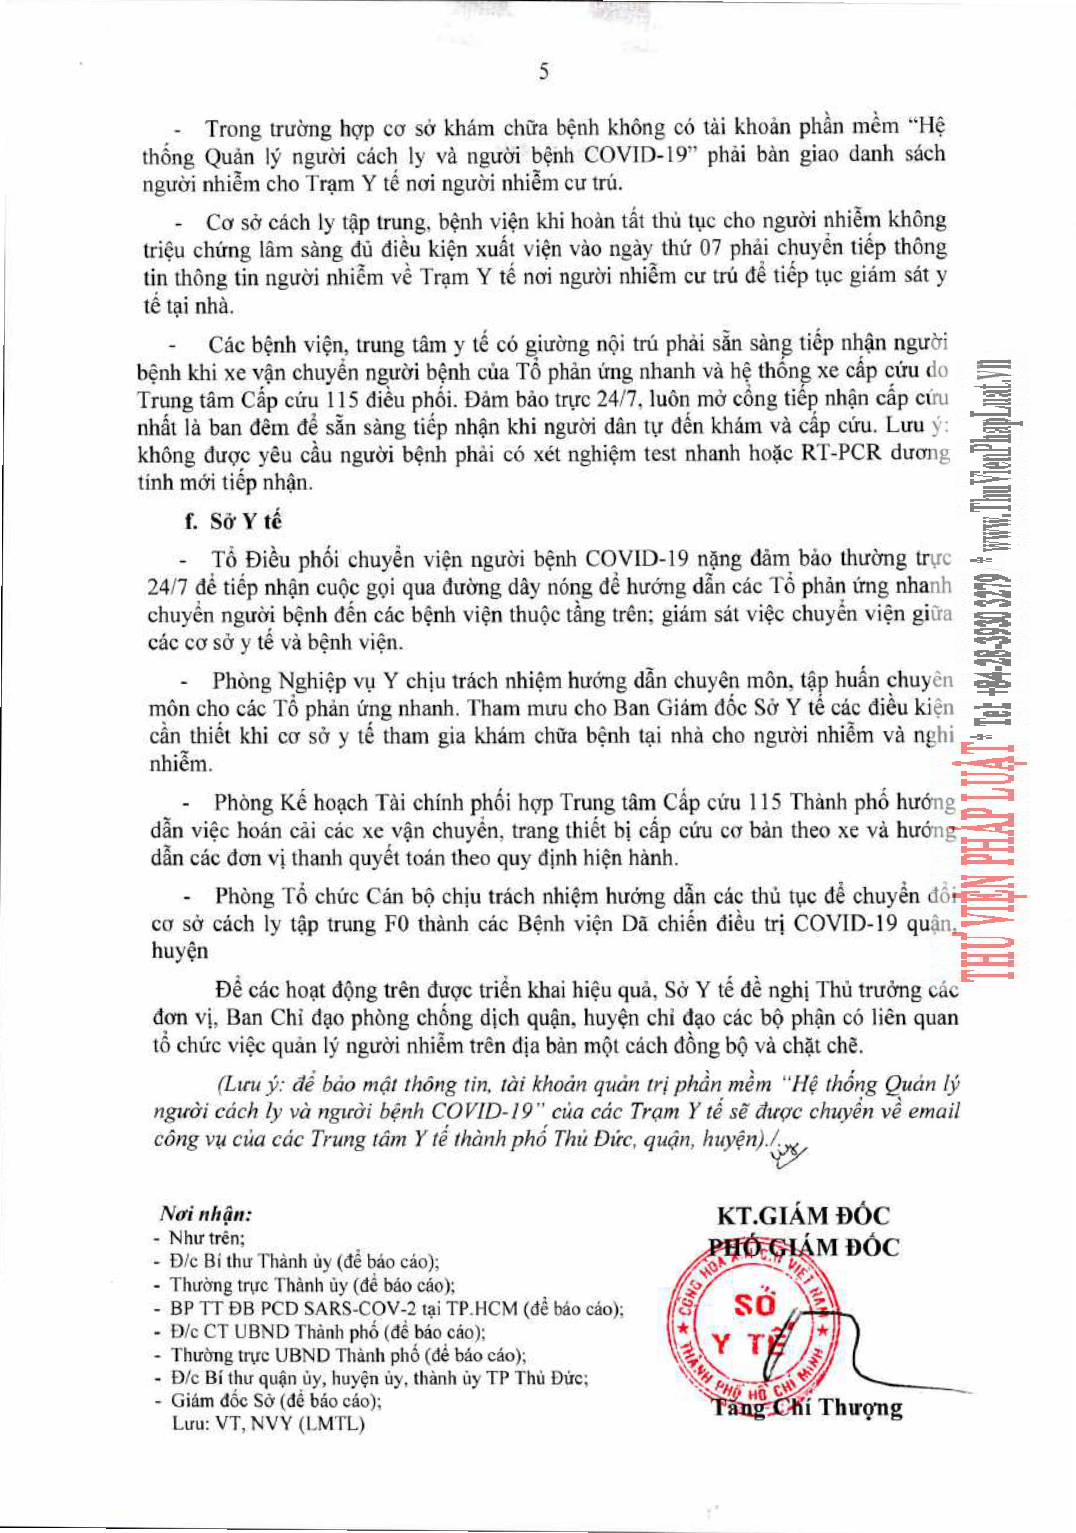 5
- Trong trường hợp cơ sở khám chữa bệnh không có tài khoản phần mềm “Hệ
thống Quản lý người cách ly và người bệnh COVID-19” phải bàn giao danh sách
người nhiễm cho Trạm Y tế nơi người nhiễm cư trú.
- Cơ sở cách ly tập trung, bệnh viện khi hoàn tất thủ tục cho người nhiễm không
triệu chứng lâm sàng đủ điều kiện xuất viện vào ngày thứ 07 phải chuyển tiếp thông
tin thông tin người nhiễm về Trạm Y tế nơi người nhiễm cư trú để tiếp tục giám sát y
tế tại nhà.
- Các bệnh viện, trung tâm y tế có giường nội trú phải sẵn sàng tiếp nhận người
bệnh khi xe vận chuyển người bệnh của Tổ phản ứng nhanh và hệ thống xe cấp cứu do
Trung tâm Cấp cứu 115 điều phối. Đảm bảo trực 24/7, luôn mở cổng tiếp nhận cấp cứu
nhất là ban đêm để sẵn sàng tiếp nhận khi người dân tự đến khám và cấp cứu. Lưu ý:
không được yêu cầu người bệnh phải có xét nghiệm test nhanh hoặc RT-PCR dương
tính mới tiếp nhận.
f. Sở Y tế
- Tổ Điều phối chuyển viện người bệnh COVID-19 nặng đảm bảo thường trực
24/7 để tiếp nhận cuộc gọi qua đường dây nóng để hướng dẫn các Tổ phản ứng nhanh
chuyển người bệnh đến các bệnh viện thuộc tầng trên; giám sát việc chuyển viện giữa
các cơ sở y tế và bệnh viện.
- Phòng Nghiệp vụ Y chịu trách nhiệm hướng dẫn chuyên môn, tập huấn chuyên
môn cho các Tổ phản ứng nhanh. Tham mưu cho Ban Giám đốc Sở Y tế các điều kiện
cần thiết khi cơ sở y tế tham gia khám chữa bệnh tại nhà cho người nhiễm và nghi
nhiễm.
- Phòng Kế hoạch Tài chính phối hợp Trung tâm Cấp cứu 115 Thành phố hướng
dẫn việc hoán cải các xe vận chuyển, trang thiết bị cấp cứu cơ bản theo xe và hướng
dẫn các đơn vị thanh quyết toán theo quy định hiện hành.
- Phòng Tổ chức Cán bộ chịu trách nhiệm hướng dẫn các thủ tục để chuyển đổi
cơ sở cách ly tập trung F0 thành các Bệnh viện Dã chiến điều trị COVID-19 quận,
huyện
Để các hoạt động trên được triển khai hiệu quả, Sở Y tế đề nghị Thủ trưởng các
đơn vị, Ban Chỉ đạo phòng chống dịch quận, huyện chỉ đạo các bộ phận có liên quan
tổ chức việc quản lý người nhiễm trên địa bàn một cách đồng bộ và chặt chẽ.
(Lưu ý: để bảo mật thông tin, tài khoản quản trị phần mềm “Hệ thống Quản lý
người cách ly và người bệnh COVID-19” của các Trạm Y tế sẽ được chuyển về email
công vụ của các Trung tâm Y tế thành phố Thủ Đức, quận, huyện)./.
Nơi nhận:
- Như trên;
- Đ/c Bí thư Thành ủy (để báo cáo);
- Thường trực Thành ủy (để báo cáo);
- BP TT ĐB PCD SARS-COV-2 tại TP.HCM (để báo cáo);
- Đ/c CT UBND Thành phố (để báo cáo);
- Thường trực UBND Thành phố (để báo cáo);
- Đ/c Bí thư quận ủy, huyện ủy, thành ủy TP Thủ Đức;
- Giám đốc Sở (để báo cáo);
Lưu: VT, NVY (LMTL)
KT.GIÁM ĐỐC
PHÓ GIÁM ĐỐC
CỘNG HÒA X.H.C.H VIỆT NAM
SỞ
Y TẾ
THÀNH PHỐ HỒ CHÍ MINH
Tăng Chí Thượng
THƯ VIỆN PHÁP LUẬT * Tel: +84-28-3930 3279 * www.ThuVienPhapLuat.vn